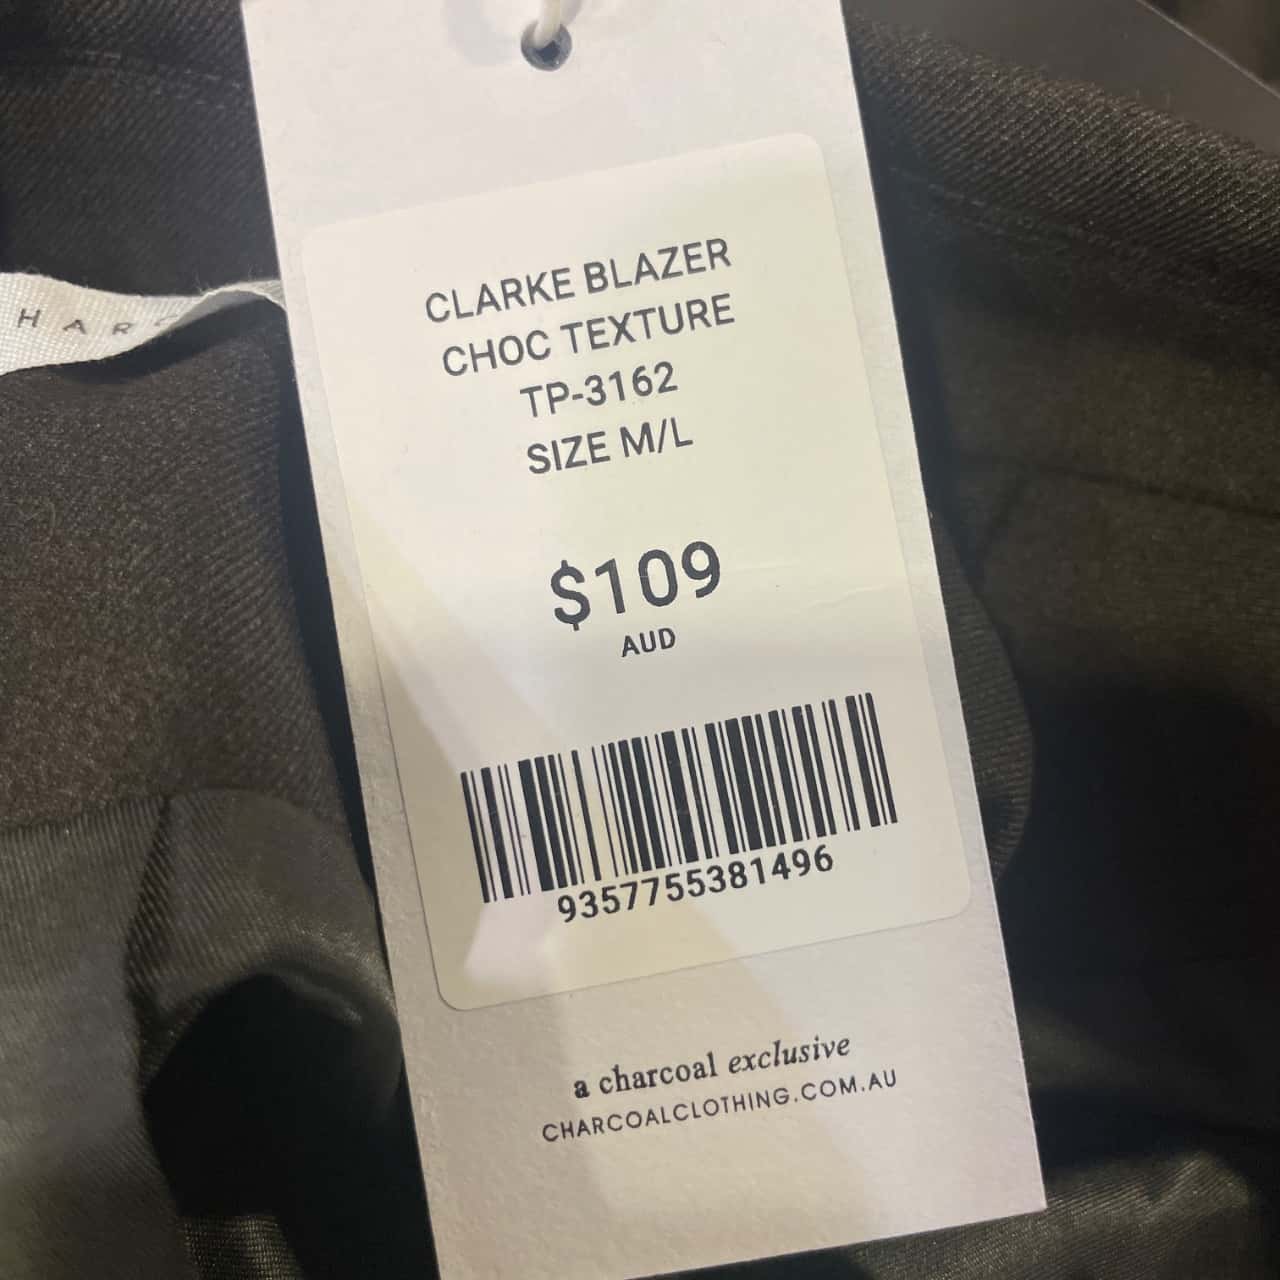 CLARKE BLAZER
CHOC TEXTURE
TP-3162
SIZE M/L
$109
AUD
9357755381496
a charcoal exclusive
CHARCOALCLOTHING.COM.AU